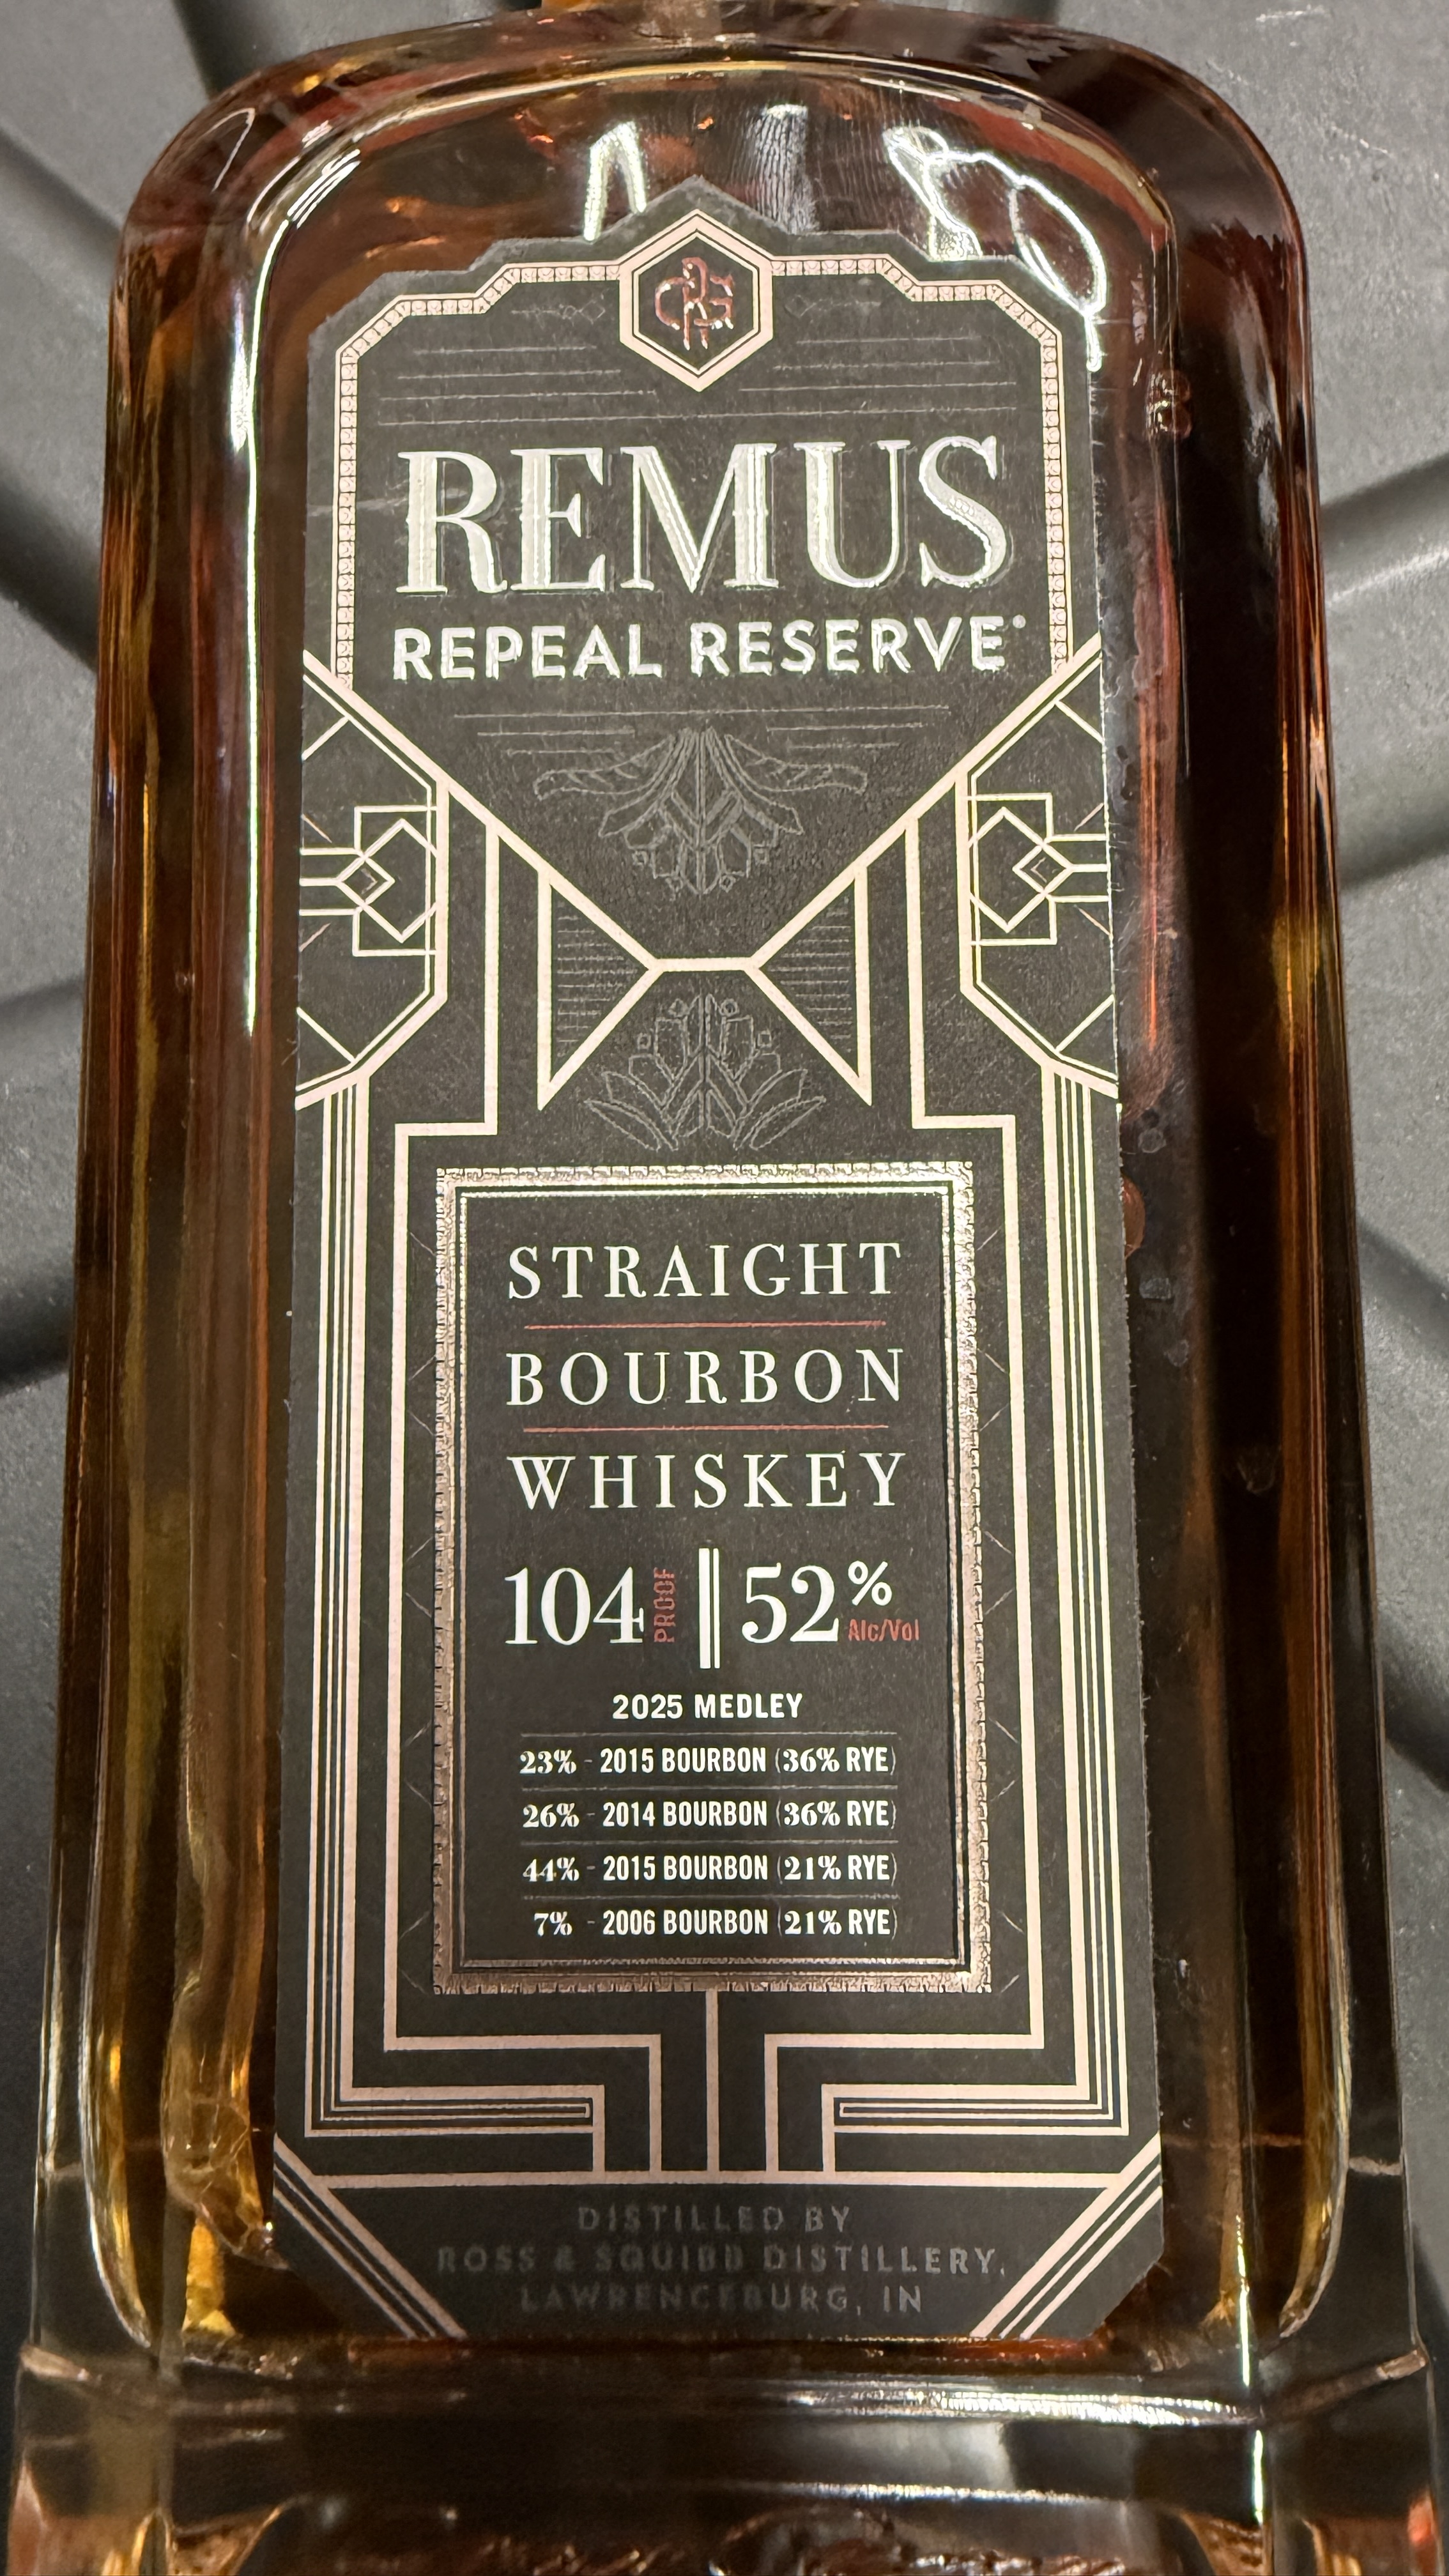 REMUS
REPEAL RESERVE
STRAIGHT
BOURBON
WHISKEY
104 PROOF 52% Alc/Vol
2025 MEDLEY
23% - 2015 BOURBON (36% RYE)
26% - 2014 BOURBON (36% RYE)
44% - 2015 BOURBON (21% RYE)
7% - 2006 BOURBON (21% RYE)
DISTILLED BY
ROSS & SQUIBB DISTILLERY,
LAWRENCEBURG, IN